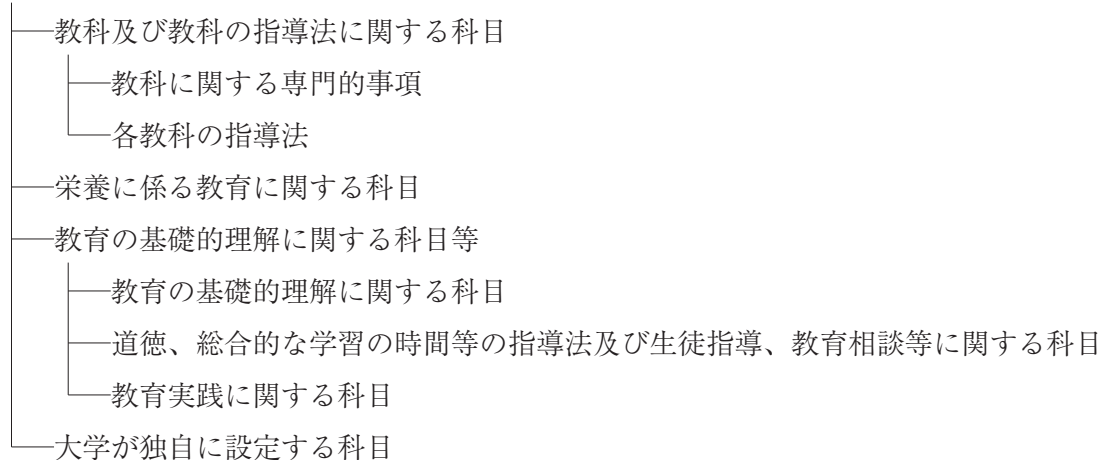 教科及び教科の指導法に関する科目
教科に関する専門的事項
各教科の指導法
栄養に係る教育に関する科目
教育の基礎的理解に関する科目等
教育の基礎的理解に関する科目
道徳、総合的な学習の時間等の指導法及び生徒指導、教育相談等に関する科目
教育実践に関する科目
大学が独自に設定する科目